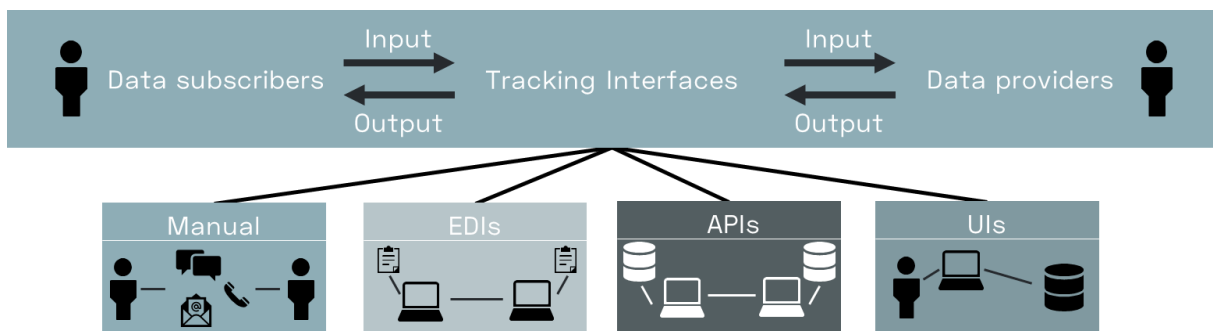 Input
Input
Data subscribers
Tracking Interfaces
Data providers
Output
Output
Manual
EDIs
APIs
UIs
@